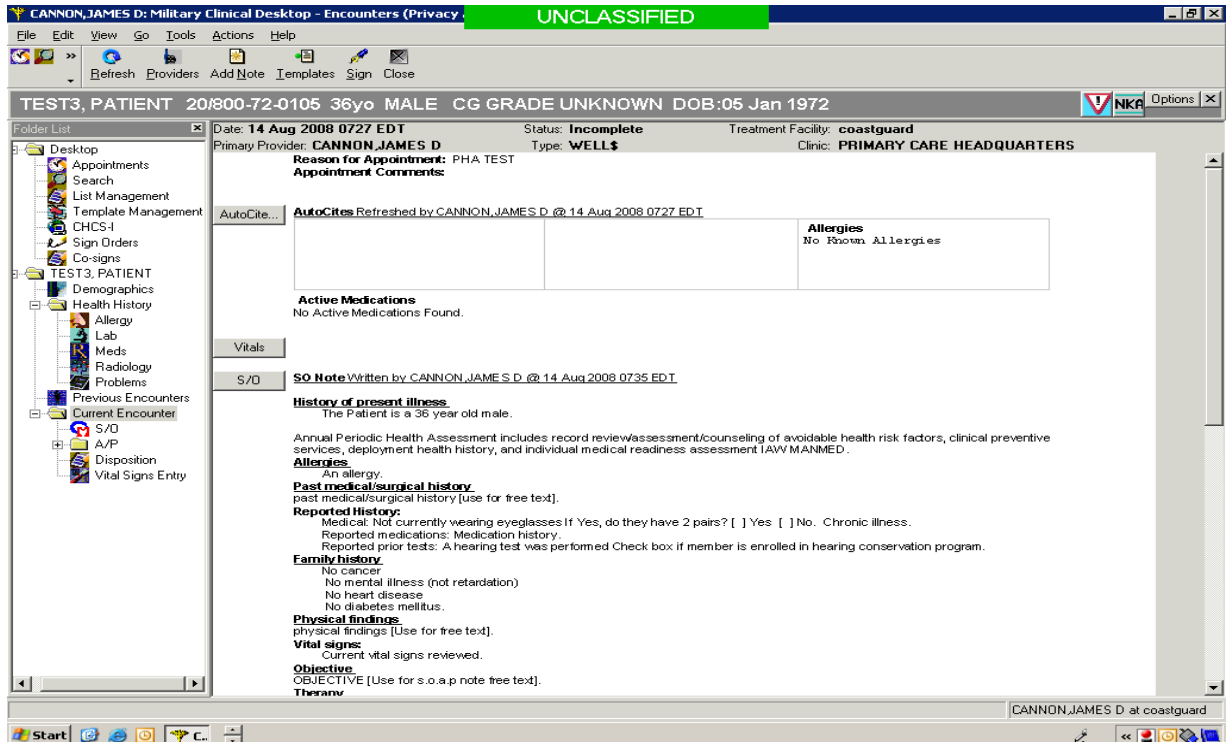 CANNON,JAMES D: Military Clinical Desktop - Encounters (Privacy
UNCLASSIFIED
File Edit View Go Tools Actions Help
Refresh Providers Add Note Templates Sign Close
TEST3, PATIENT 20/800-72-0105 36yo MALE CG GRADE UNKNOWN DOB:05 Jan 1972
NKA Options
Folder List
Desktop
Appointments
Search
List Management
Template Management
CHCS-I
Sign Orders
Co-signs
TEST3, PATIENT
Demographics
Health History
Allergy
Lab
Meds
Radiology
Problems
Previous Encounters
Current Encounter
S/O
A/P
Disposition
Vital Signs Entry
Date: 14 Aug 2008 0727 EDT Status: Incomplete Treatment Facility: coastguard
Primary Provider: CANNON,JAMES D Type: WELL$ Clinic: PRIMARY CARE HEADQUARTERS
Reason for Appointment: PHA TEST
Appointment Comments:
AutoCite... AutoCites Refreshed by CANNON,JAMES D @ 14 Aug 2008 0727 EDT
Allergies
No Known Allergies
Active Medications
No Active Medications Found.
Vitals
S/O SO Note Written by CANNON,JAMES D @ 14 Aug 2008 0735 EDT
History of present illness
The Patient is a 36 year old male.
Annual Periodic Health Assessment includes record review/assessment/counseling of avoidable health risk factors, clinical preventive
services, deployment health history, and individual medical readiness assessment IAW MANMED.
Allergies
An allergy.
Past medical/surgical history
past medical/surgical history [use for free text].
Reported History:
Medical: Not currently wearing eyeglasses If Yes, do they have 2 pairs? [ ] Yes [ ] No. Chronic illness.
Reported medications: Medication history.
Reported prior tests: A hearing test was performed Check box if member is enrolled in hearing conservation program.
Family history
No cancer
No mental illness (not retardation)
No heart disease
No diabetes mellitus.
Physical findings
physical findings [Use for free text].
Vital signs:
Current vital signs reviewed.
Objective
OBJECTIVE [Use for s.o.a.p note free text].
Therapy
CANNON,JAMES D at coastguard
Start C..